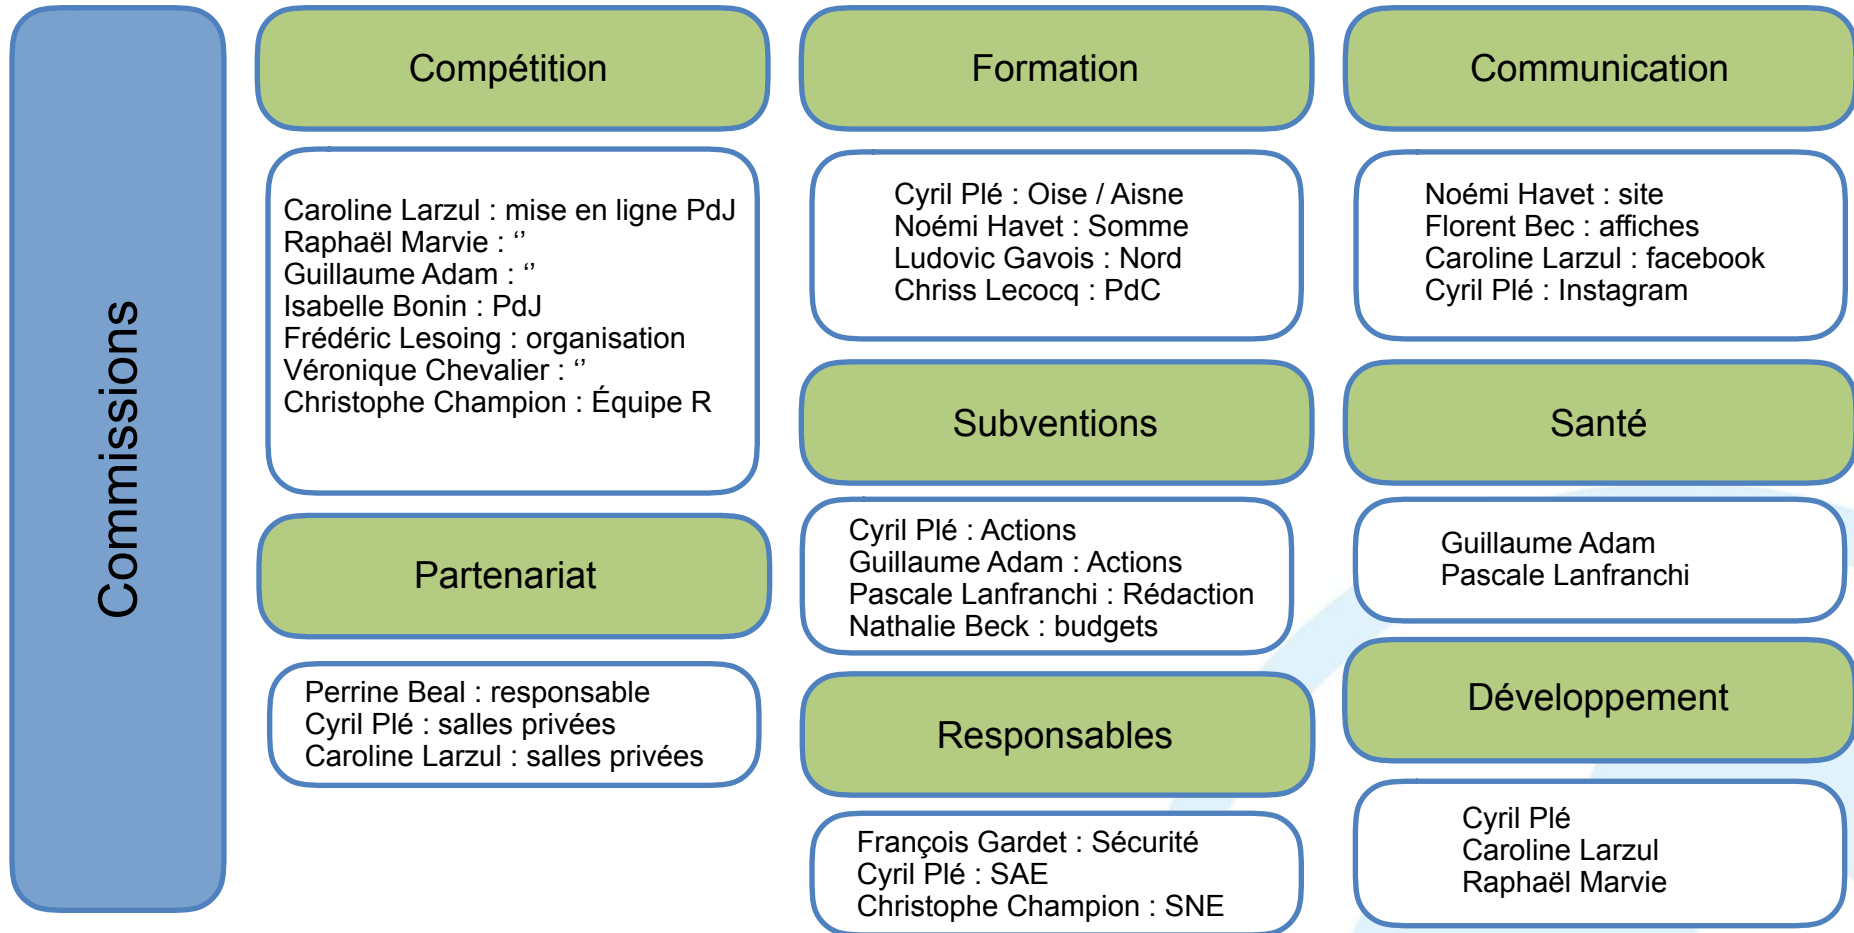 Commissions
Compétition
Caroline Larzul : mise en ligne PdJ
Raphaël Marvie : ‘’
Guillaume Adam : ‘’
Isabelle Bonin : PdJ
Frédéric Lesoing : organisation
Véronique Chevalier : ‘’
Christophe Champion : Équipe R
Partenariat
Perrine Beal : responsable
Cyril Plé : salles privées
Caroline Larzul : salles privées
Formation
Cyril Plé : Oise / Aisne
Noémi Havet : Somme
Ludovic Gavois : Nord
Chriss Lecocq : PdC
Subventions
Cyril Plé : Actions
Guillaume Adam : Actions
Pascale Lanfranchi : Rédaction
Nathalie Beck : budgets
Responsables
François Gardet : Sécurité
Cyril Plé : SAE
Christophe Champion : SNE
Communication
Noémi Havet : site
Florent Bec : affiches
Caroline Larzul : facebook
Cyril Plé : Instagram
Santé
Guillaume Adam
Pascale Lanfranchi
Développement
Cyril Plé
Caroline Larzul
Raphaël Marvie